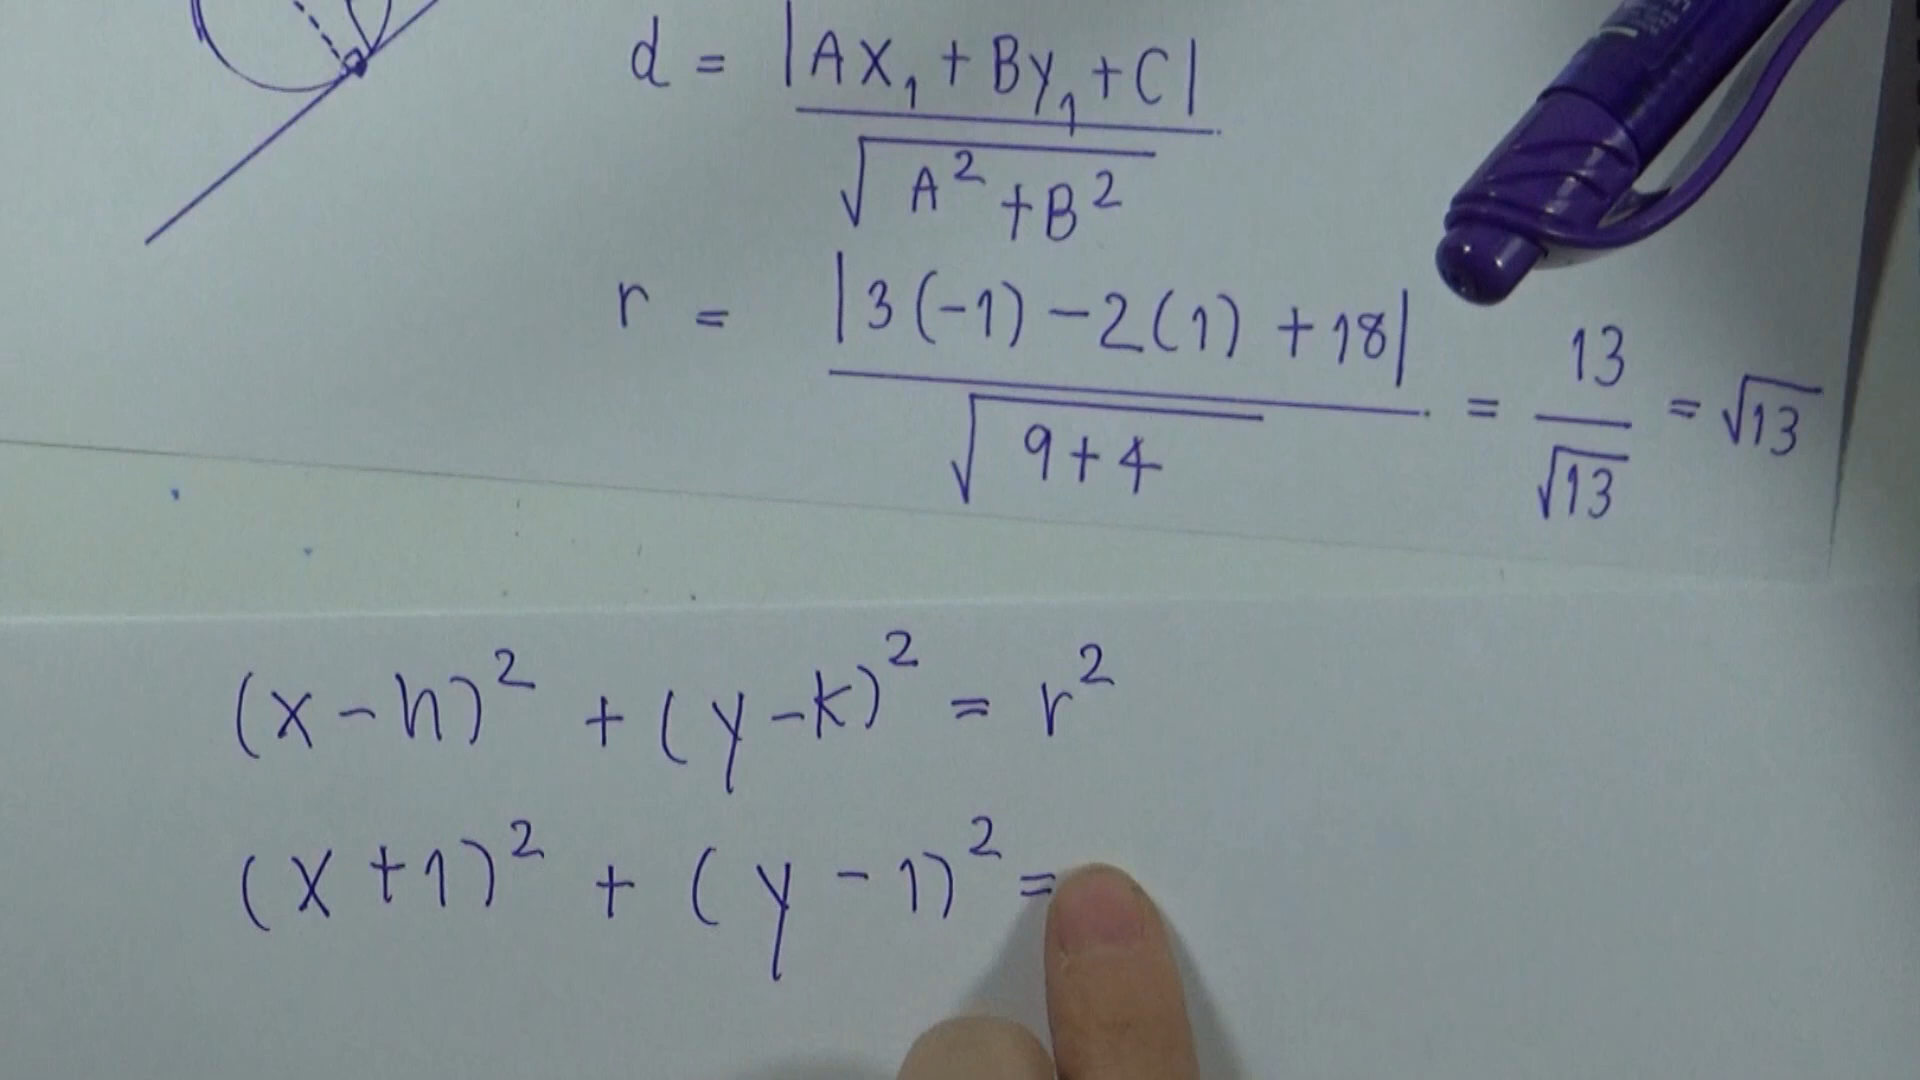 d = |Ax₁ + By₁ + C| / √(A² + B²)
r = |3(-1) - 2(1) + 18| / √(9 + 4) = 13 / √13 = √13
(x - h)² + (y - k)² = r²
(x + 1)² + (y - 1)² =